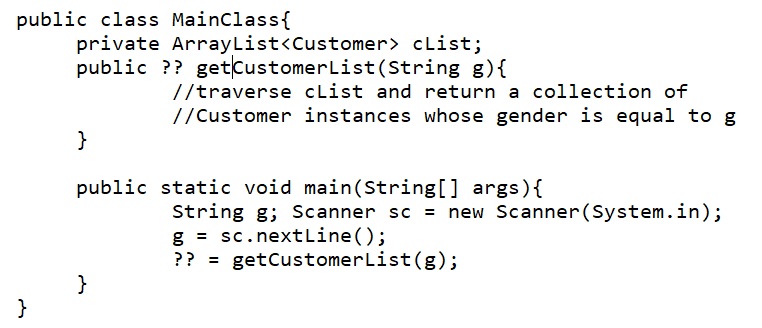 public class MainClass{
private ArrayList<Customer> cList;
public ?? getCustomerList(String g){
//traverse cList and return a collection of
//Customer instances whose gender is equal to g
}
public static void main(String[] args){
String g; Scanner sc = new Scanner(System.in);
g = sc.nextLine();
?? = getCustomerList(g);
}
}